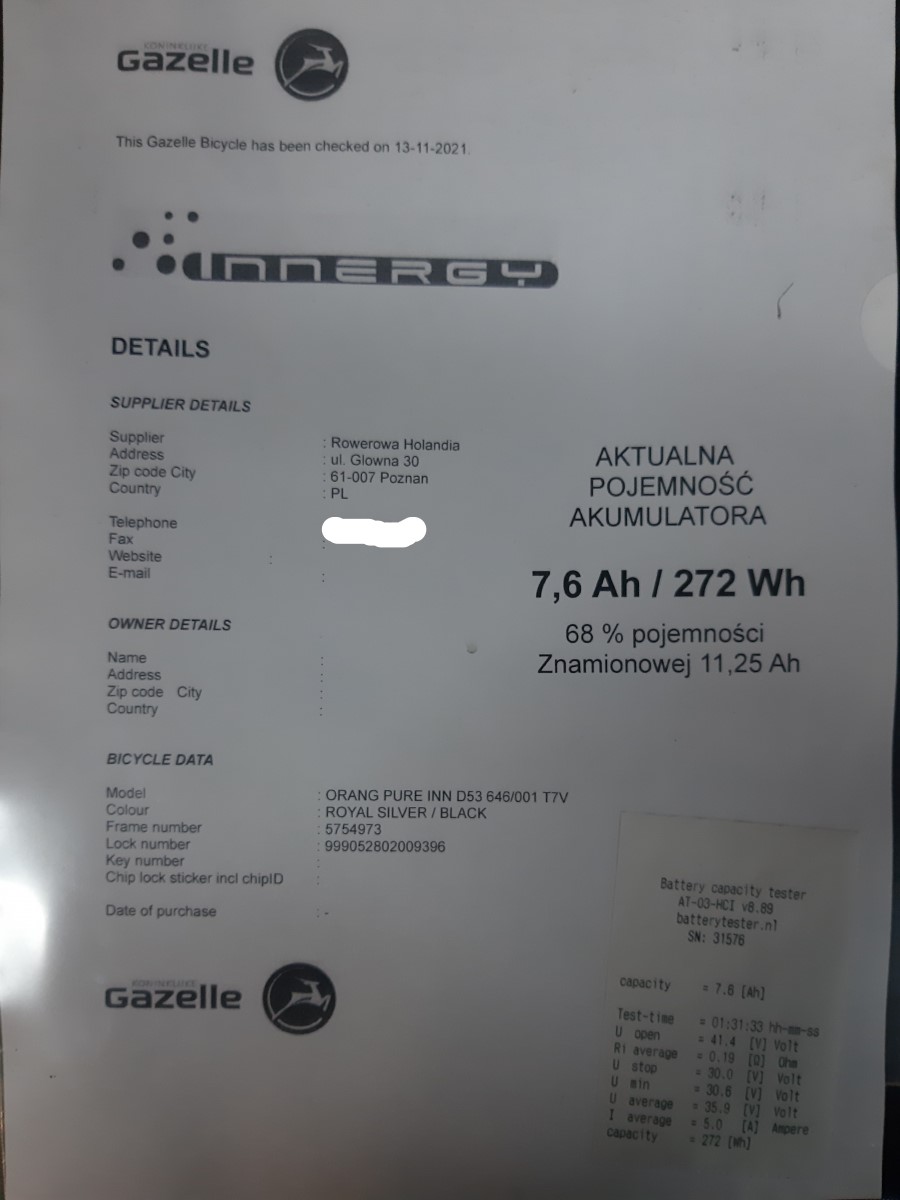 KONINKLIJKE
Gazelle
This Gazelle Bicycle has been checked on 13-11-2021.
INNERGY
DETAILS
SUPPLIER DETAILS
Supplier : Rowerowa Holandia
Address : ul. Glowna 30
Zip code City : 61-007 Poznan
Country : PL
Telephone
Fax :
Website :
E-mail :
OWNER DETAILS
Name :
Address :
Zip code City :
Country :
AKTUALNA
POJEMNOŚĆ
AKUMULATORA
7,6 Ah / 272 Wh
68 % pojemności
Znamionowej 11,25 Ah
BICYCLE DATA
Model : ORANG PURE INN D53 646/001 T7V
Colour : ROYAL SILVER / BLACK
Frame number : 5754973
Lock number : 999052802009396
Key number :
Chip lock sticker incl chipID :
Date of purchase : -
KONINKLIJKE
Gazelle
Battery capacity tester
AT-03-HCI v8.89
batterytester.nl
SN: 31576
capacity = 7.6 [Ah]
Test-time = 01:31:33 hh-mm-ss
U open = 41.4 [V] Volt
Ri average = 0.19 [Ω] Ohm
U stop = 30.0 [V] Volt
U min = 30.6 [V] Volt
U average = 35.9 [V] Volt
I average = 5.0 [A] Ampere
capacity = 272 [Wh]